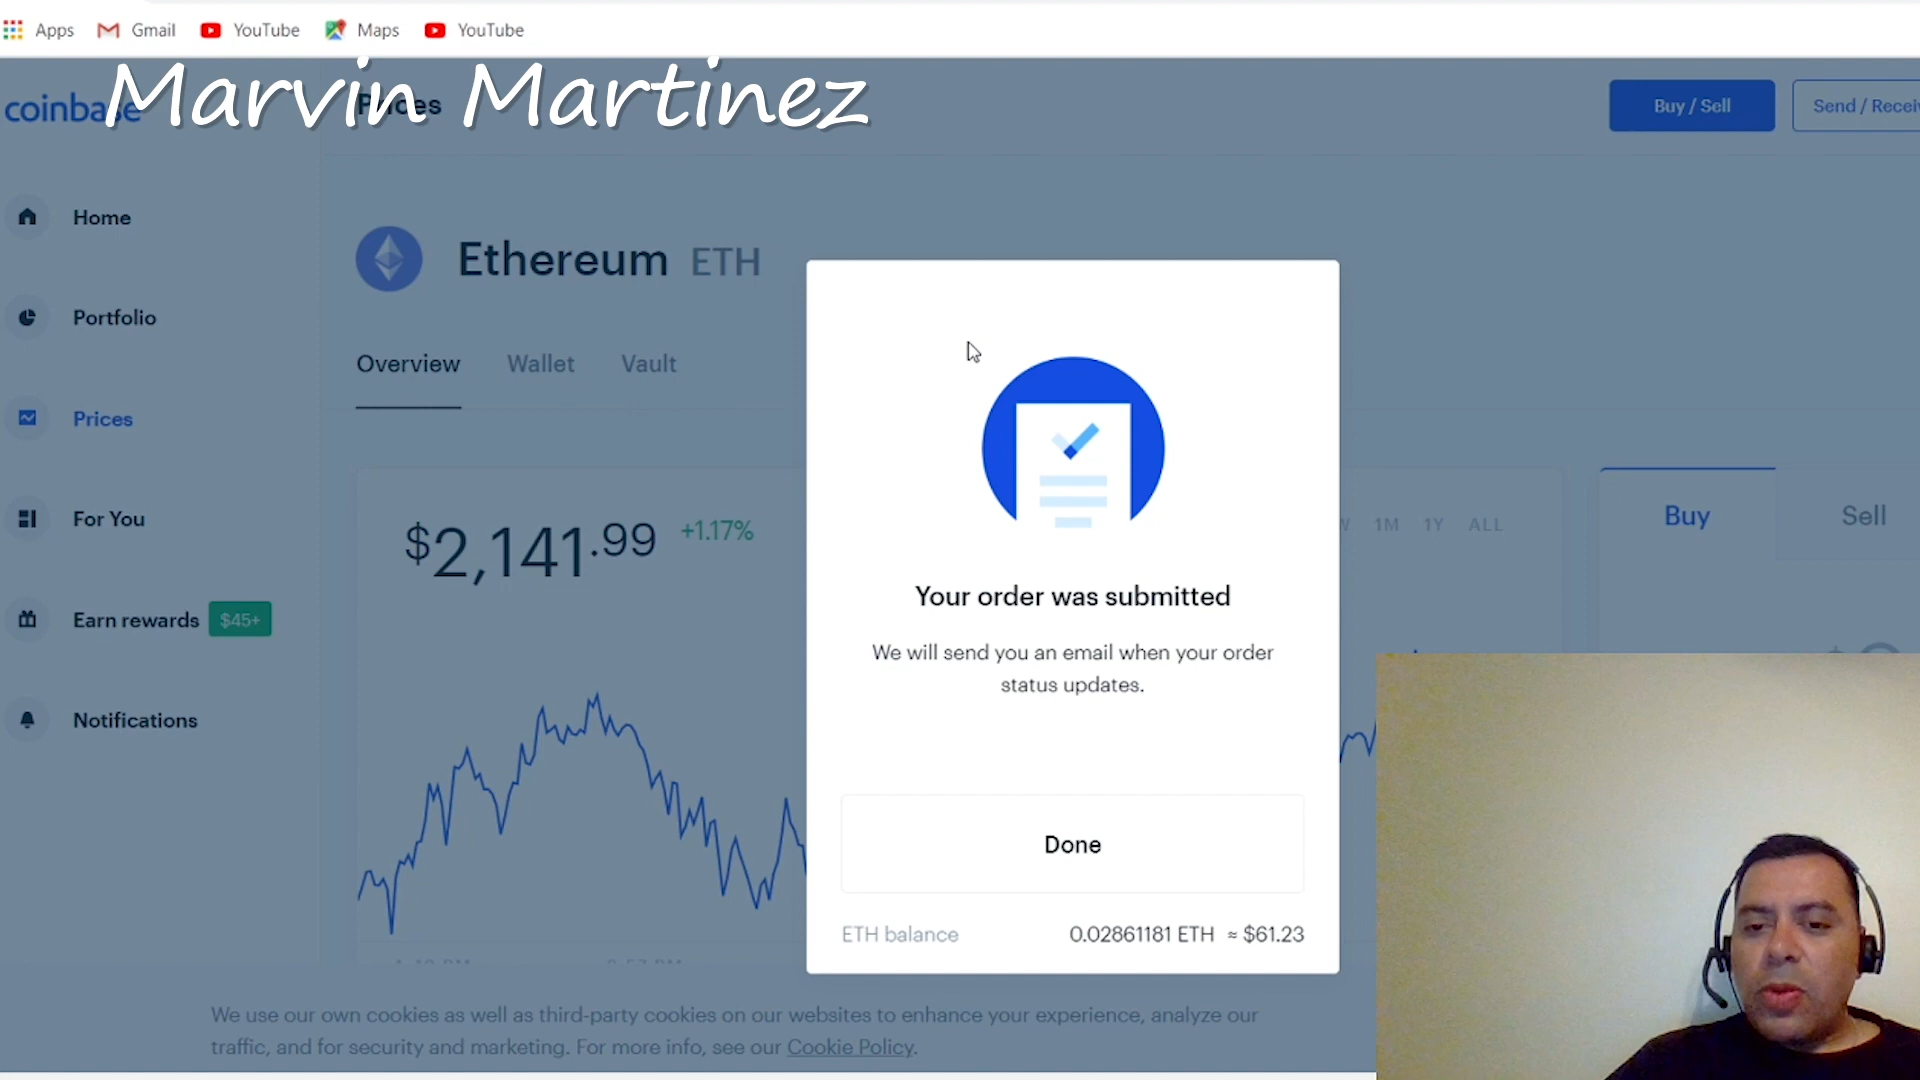 Apps Gmail YouTube Maps YouTube
Marvin Martinez
coinbase Prices Buy / Sell Send / Recei
Home
Ethereum ETH
Portfolio
Overview Wallet Vault
Prices
$2,141.99 +1.17% 1M 1Y ALL Buy Sell
For You
Your order was submitted
Earn rewards $45+
We will send you an email when your order
status updates.
Notifications
Done
ETH balance 0.02861181 ETH ≈ $61.23
We use our own cookies as well as third-party cookies on our websites to enhance your experience, analyze our
traffic, and for security and marketing. For more info, see our Cookie Policy.